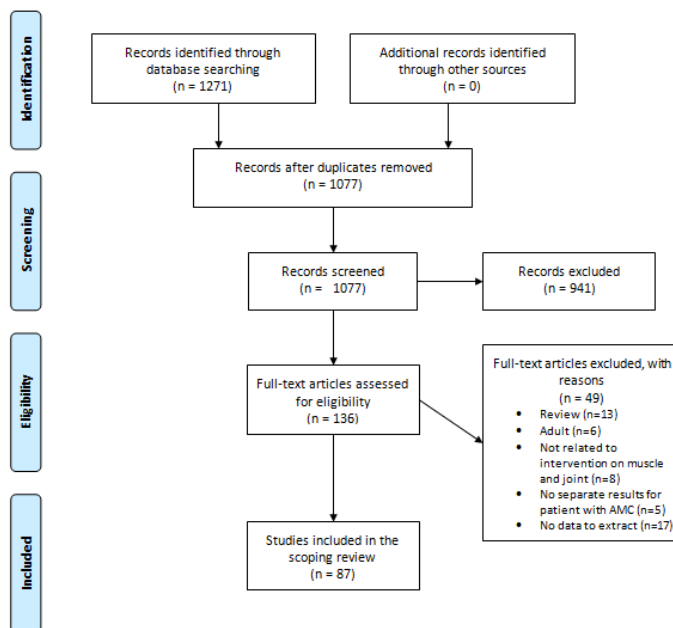 Identification
Records identified through
database searching
(n = 1271)
Additional records identified
through other sources
(n = 0)
Records after duplicates removed
(n = 1077)
Screening
Records screened
(n = 1077)
Records excluded
(n = 941)
Eligibility
Full-text articles assessed
for eligibility
(n = 136)
Full-text articles excluded, with
reasons
(n = 49)
• Review (n=13)
• Adult (n=6)
• Not related to
intervention on muscle
and joint (n=8)
• No separate results for
patient with AMC (n=5)
• No data to extract (n=17)
Included
Studies included in the
scoping review
(n = 87)